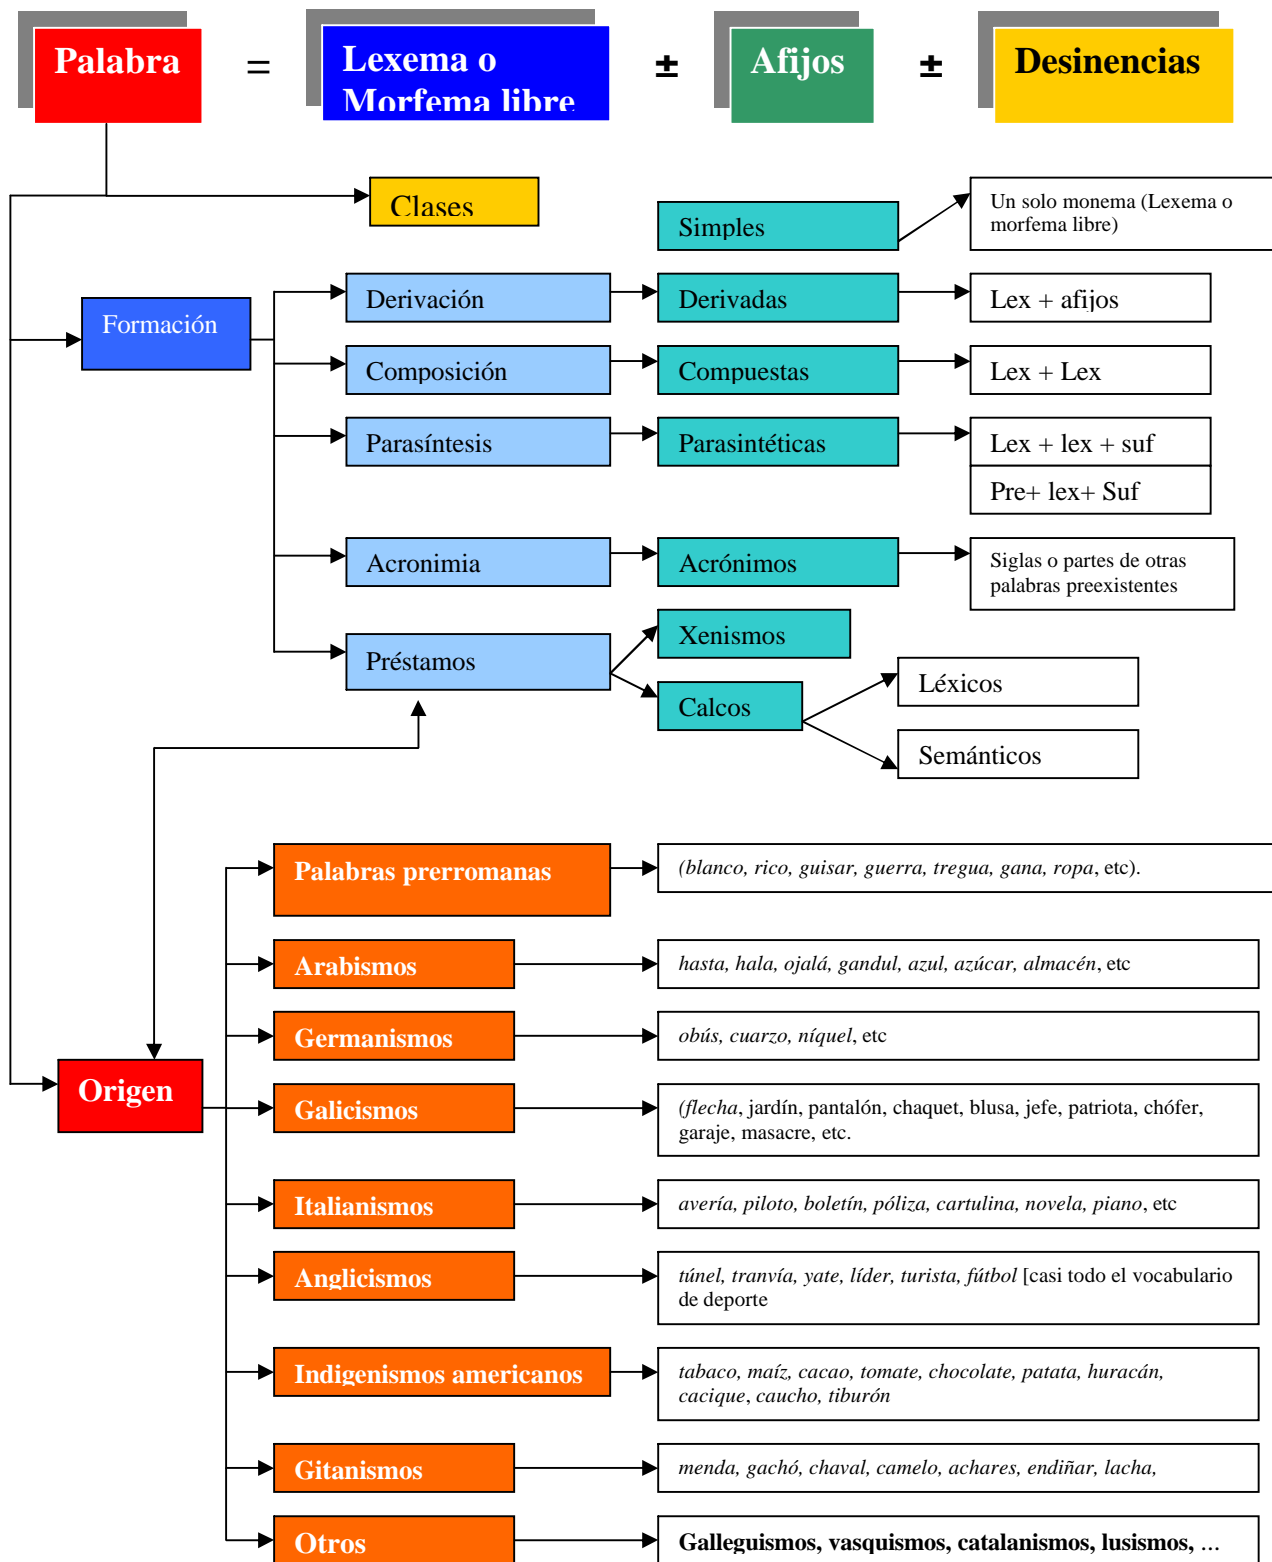 Palabra = Lexema o ± Afijos ± Desinencias
Morfema libre
Clases
Simples
Un solo monema (Lexema o
morfema libre)
Formación
Derivación
Derivadas
Lex + afijos
Composición
Compuestas
Lex + Lex
Parasíntesis
Parasintéticas
Lex + lex + suf
Pre+ lex+ Suf
Acronimia
Acrónimos
Siglas o partes de otras
palabras preexistentes
Préstamos
Xenismos
Calcos
Léxicos
Semánticos
Origen
Palabras prerromanas
(blanco, rico, guisar, guerra, tregua, gana, ropa, etc).
Arabismos
hasta, hala, ojalá, gandul, azul, azúcar, almacén, etc
Germanismos
obús, cuarzo, níquel, etc
Galicismos
(flecha, jardín, pantalón, chaquet, blusa, jefe, patriota, chófer,
garaje, masacre, etc.
Italianismos
avería, piloto, boletín, póliza, cartulina, novela, piano, etc
Anglicismos
túnel, tranvía, yate, líder, turista, fútbol [casi todo el vocabulario
de deporte
Indigenismos americanos
tabaco, maíz, cacao, tomate, chocolate, patata, huracán,
cacique, caucho, tiburón
Gitanismos
menda, gachó, chaval, camelo, achares, endiñar, lacha,
Otros
Galleguismos, vasquismos, catalanismos, lusismos, ...